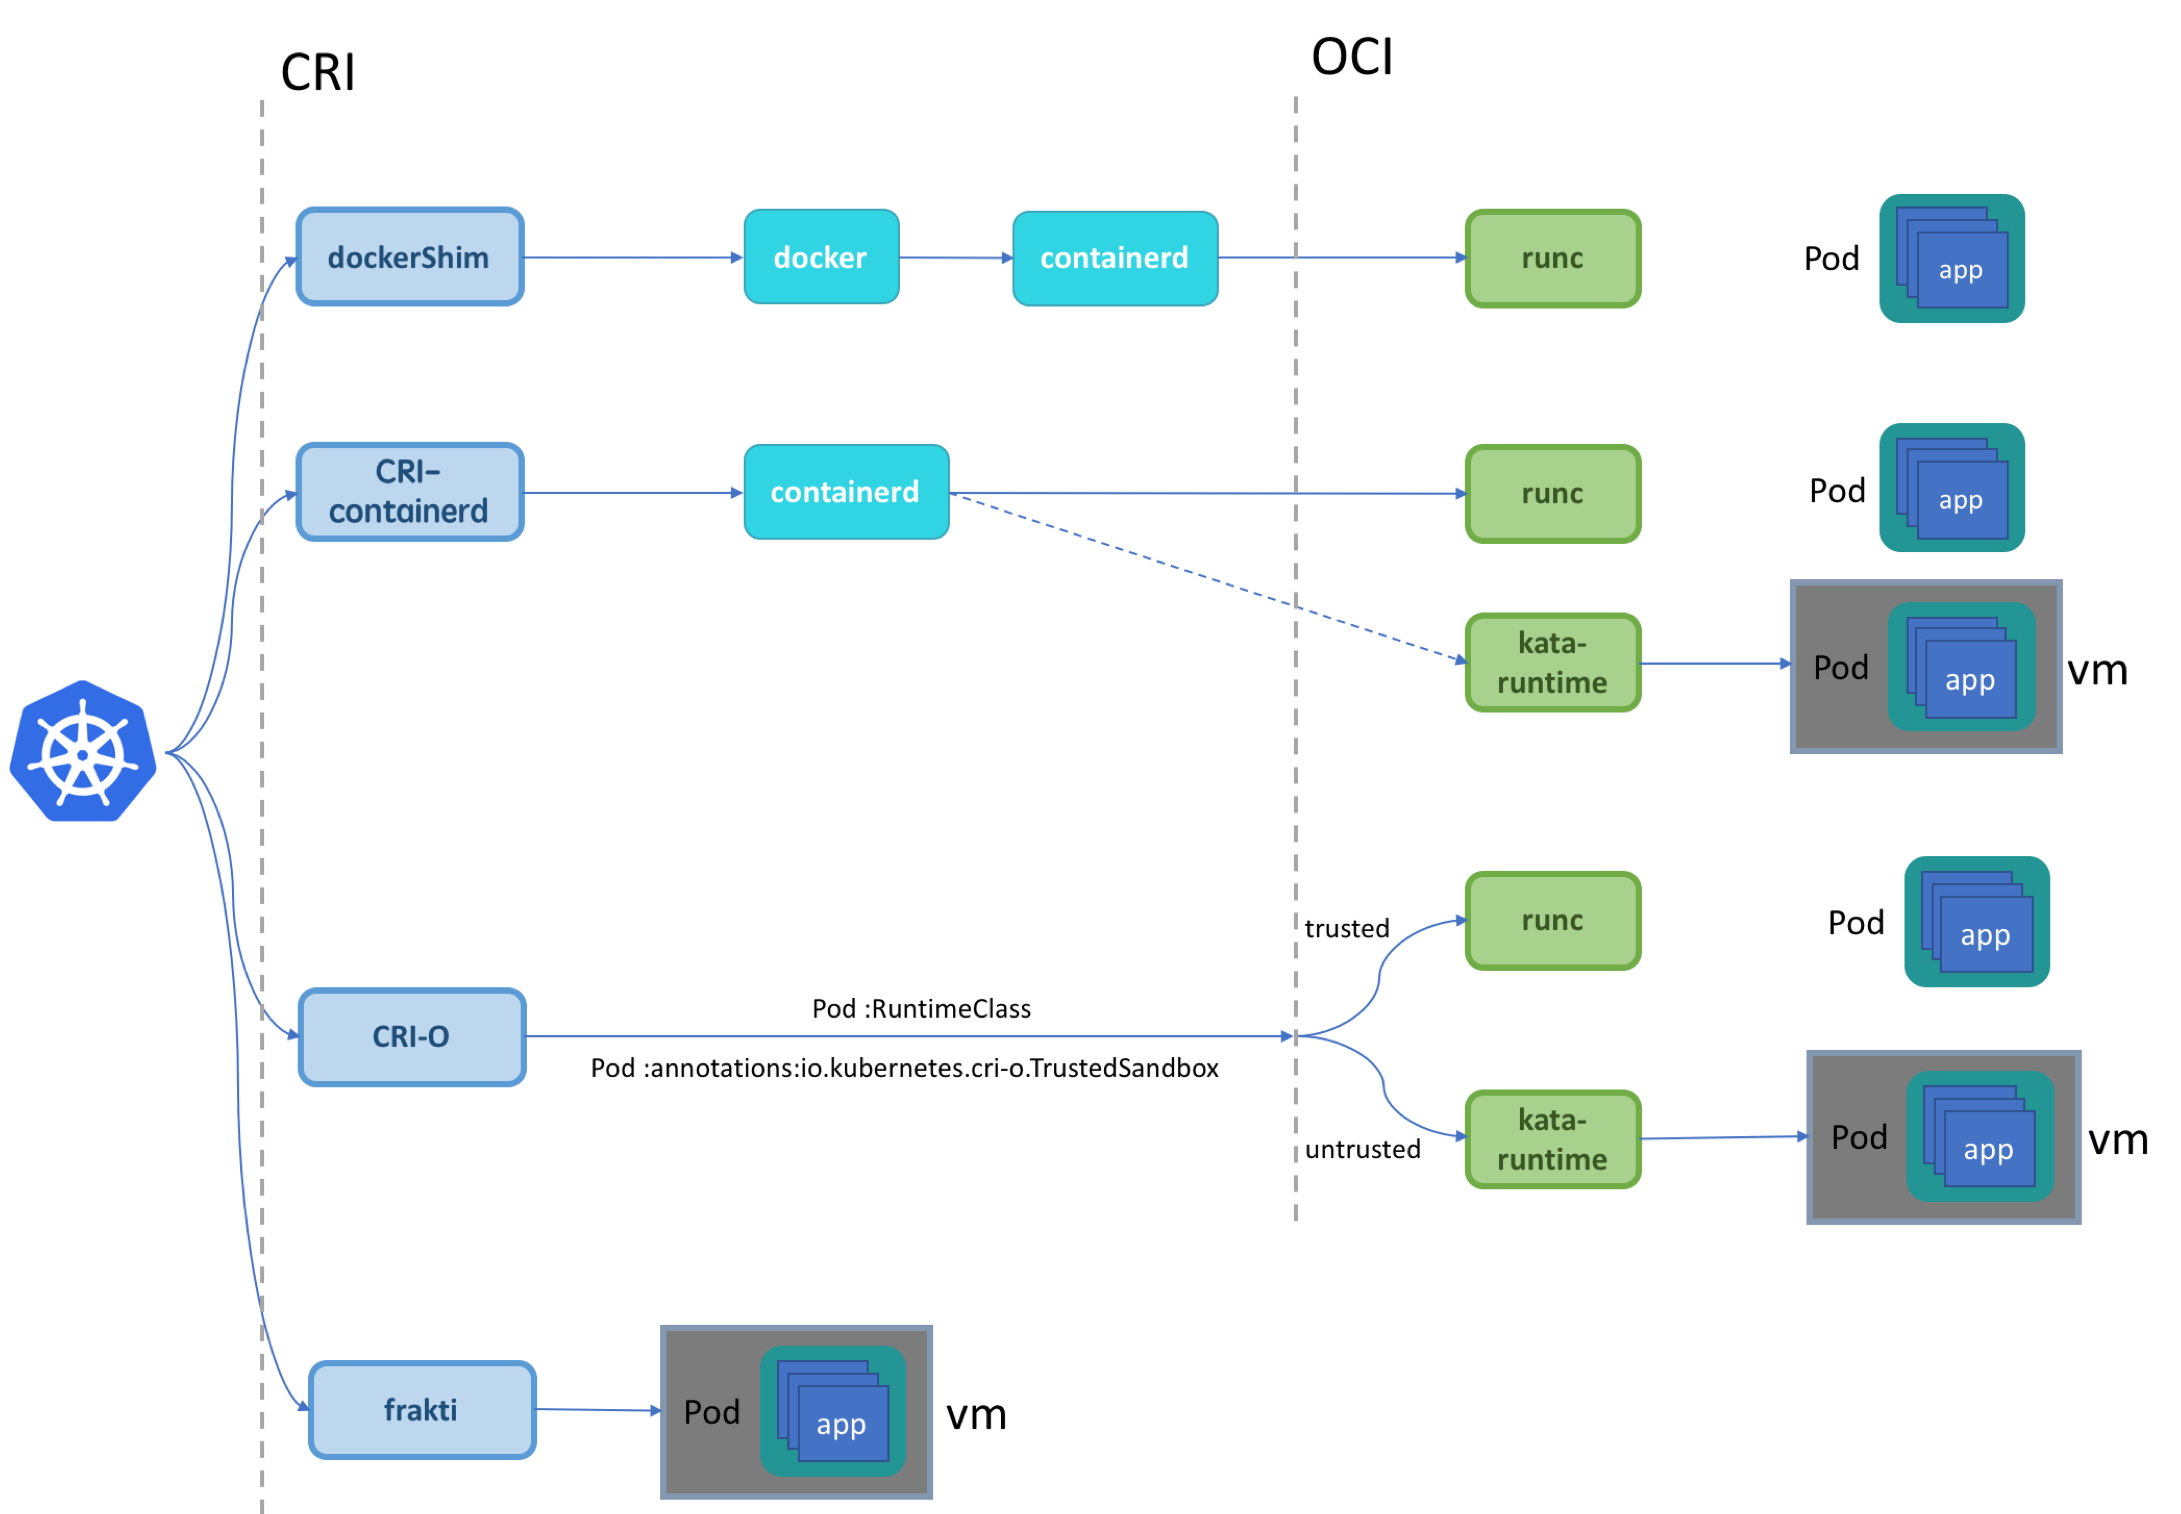 CRI
OCI
dockerShim
docker
containerd
runc
Pod
app
CRI–
containerd
containerd
runc
Pod
app
kata-
runtime
Pod
app
vm
trusted
runc
Pod
app
CRI-O
Pod :RuntimeClass
Pod :annotations:io.kubernetes.cri-o.TrustedSandbox
untrusted
kata-
runtime
Pod
app
vm
frakti
Pod
app
vm